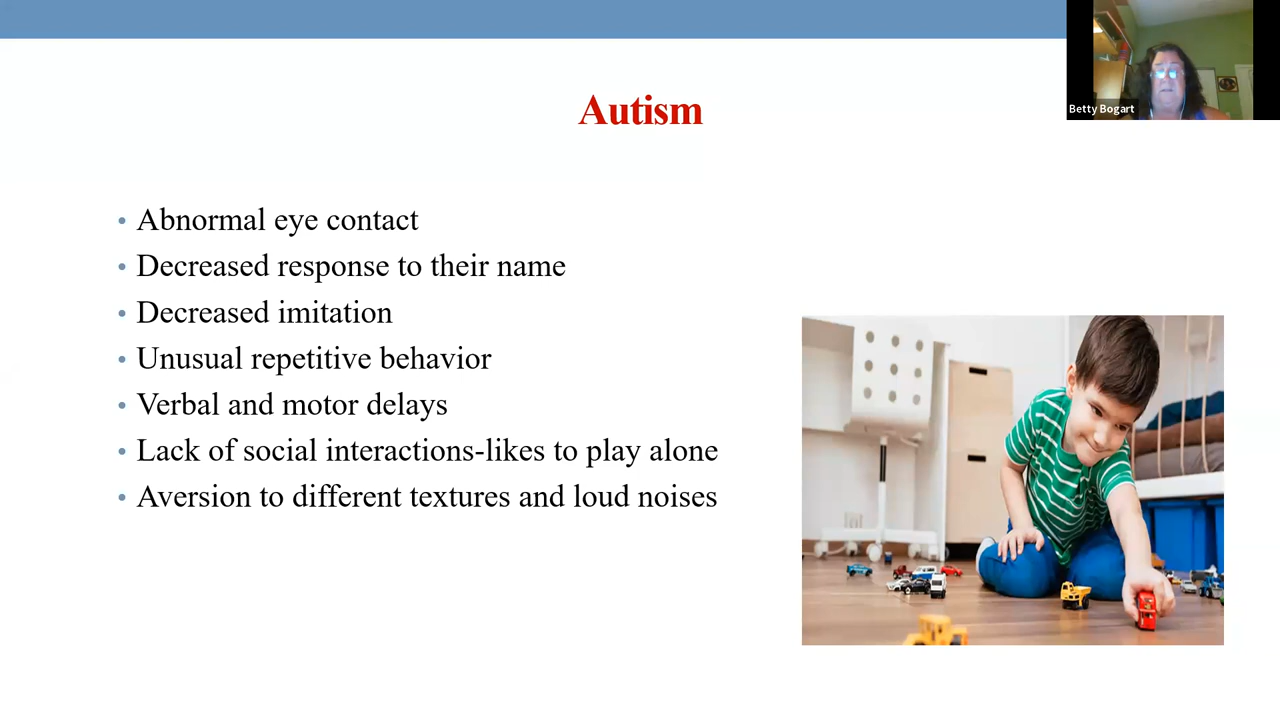 Betty Bogart
Autism
• Abnormal eye contact
• Decreased response to their name
• Decreased imitation
• Unusual repetitive behavior
• Verbal and motor delays
• Lack of social interactions-likes to play alone
• Aversion to different textures and loud noises